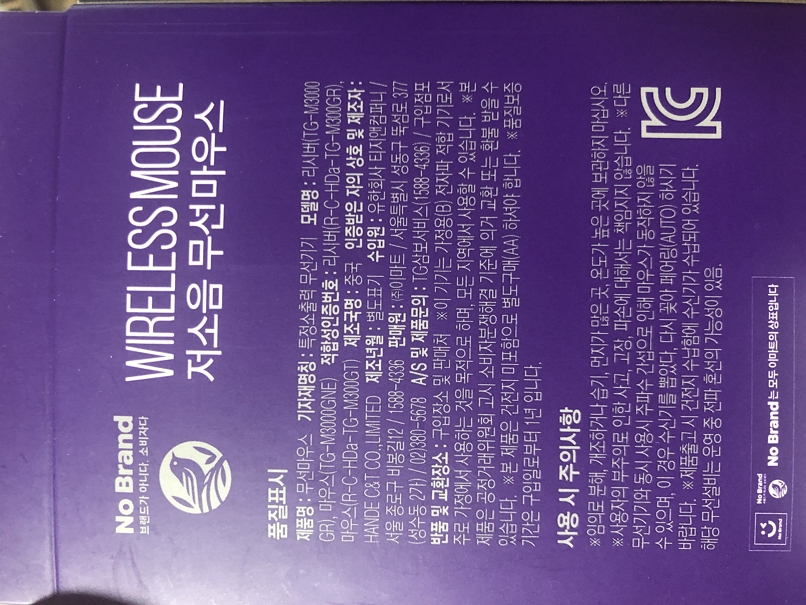 No Brand
브랜드가 아니다. 소비자다
WIRELESS MOUSE
저소음 무선마우스
품질표시
제품명 : 무선마우스 기자재명칭 : 특정소출력 무선기기 모델명 : 리시버(TG-M3000
GR), 마우스(TG-M3000GNE) 적합성인증번호 : 리시버(R-C-HDa-TG-M300GR),
마우스(R-C-HDa-TG-M300GT) 제조국명 : 중국 인증받은 자의 상호 및 제조자 :
HANDE C&T CO., LIMITED 제조년월 : 별도표기 수입원 : 유한회사 티지앤컴퍼니 /
서울 종로구 비봉길12 / 1588-4336 판매원 : ㈜이마트 / 서울특별시 성동구 뚝섬로 377
(성수동 2가) / 02)380-5678 A/S 및 제품문의 : TG삼보서비스(1588-4336) / 구입점포
반품 및 교환장소 : 구입장소 및 판매처 ※이 기기는 가정용(B) 전자파 적합 기기로서
주로 가정에서 사용하는 것을 목적으로 하며, 모든 지역에서 사용할 수 있습니다. ※본
제품은 공정거래위원회 고시 소비자분쟁해결 기준에 의거 교환 또는 환불 받을 수
있습니다. ※본 제품은 건전지 미포함으로 별도구매(AA) 하셔야 합니다. ※품질보증
기간은 구입일로부터 1년 입니다.
사용 시 주의사항
※임의로 분해, 개조하거나 습기, 먼지가 많은 곳, 온도가 높은 곳에 보관하지 마십시오.
※사용자의 부주의로 인한 사고, 고장, 파손에 대해서는 책임지지 않습니다. ※다른
무선기기와 동시 사용시 주파수 간섭으로 인해 마우스가 동작하지 않을
수 있으며, 이 경우 수신기를 뽑았다, 다시 꽂아 페어링(AUTO) 하시기
바랍니다. ※제품출고 시 건전지 수납함에 수신기가 수납되어 있습니다.
해당 무선설비는 운영 중 전파 혼선의 가능성이 있음.
No Brand
No Brand
No Brand 는 모두 이마트의 상표입니다